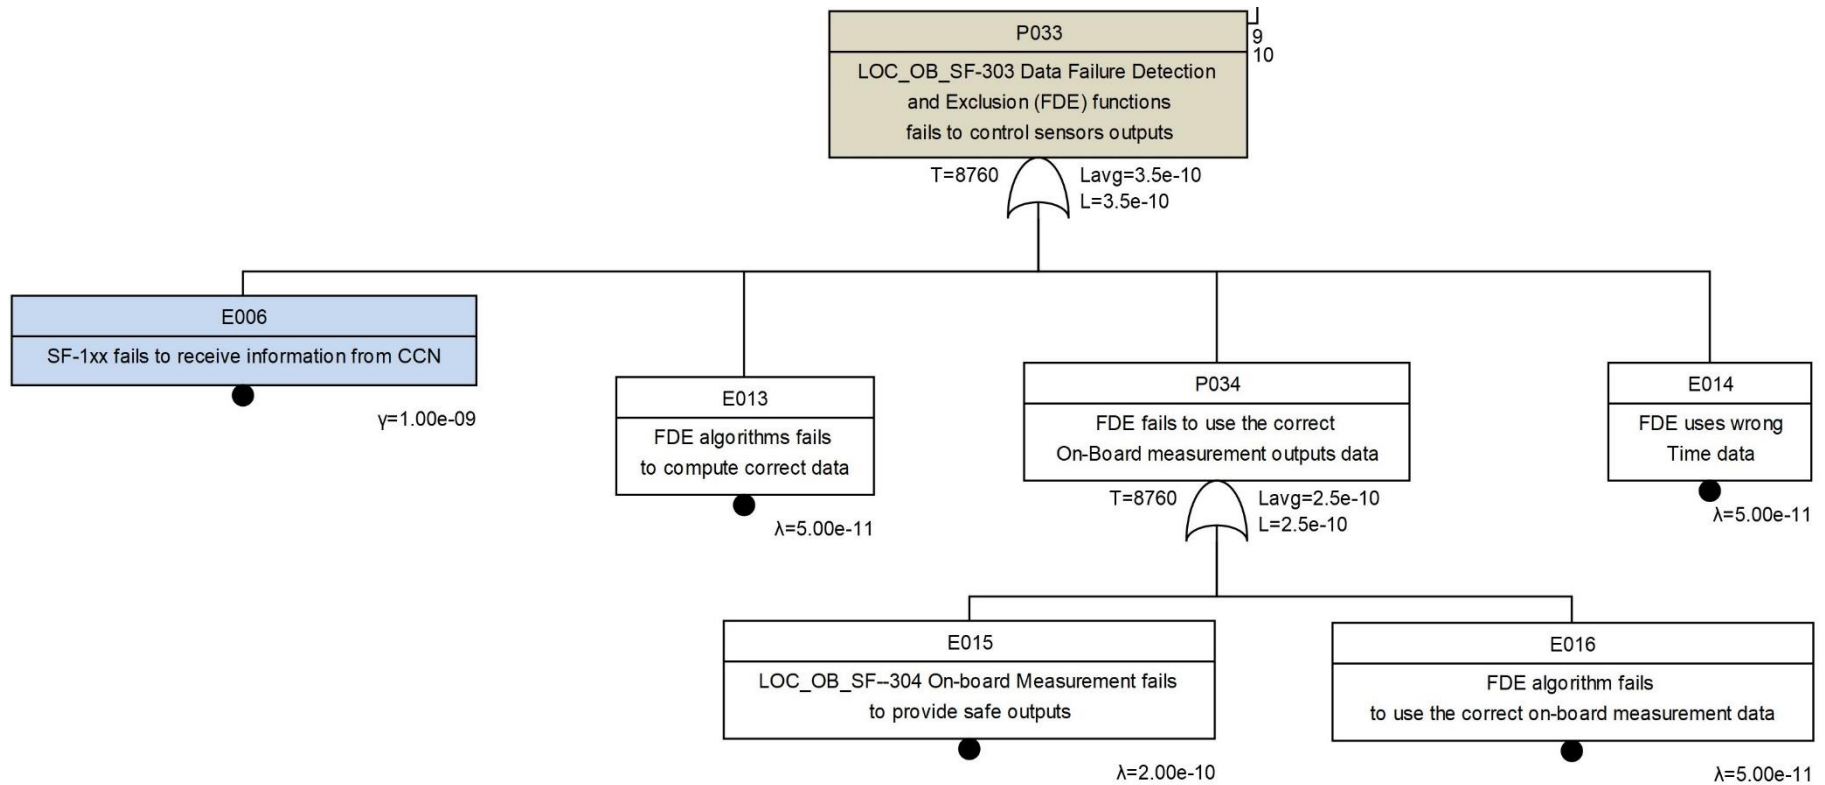 P033
LOC_OB_SF-303 Data Failure Detection
and Exclusion (FDE) functions
fails to control sensors outputs
9
10
T=8760
Lavg=3.5e-10
L=3.5e-10
E006
SF-1xx fails to receive information from CCN
γ=1.00e-09
E013
FDE algorithms fails
to compute correct data
λ=5.00e-11
P034
FDE fails to use the correct
On-Board measurement outputs data
T=8760
Lavg=2.5e-10
L=2.5e-10
E014
FDE uses wrong
Time data
λ=5.00e-11
E015
LOC_OB_SF--304 On-board Measurement fails
to provide safe outputs
λ=2.00e-10
E016
FDE algorithm fails
to use the correct on-board measurement data
λ=5.00e-11